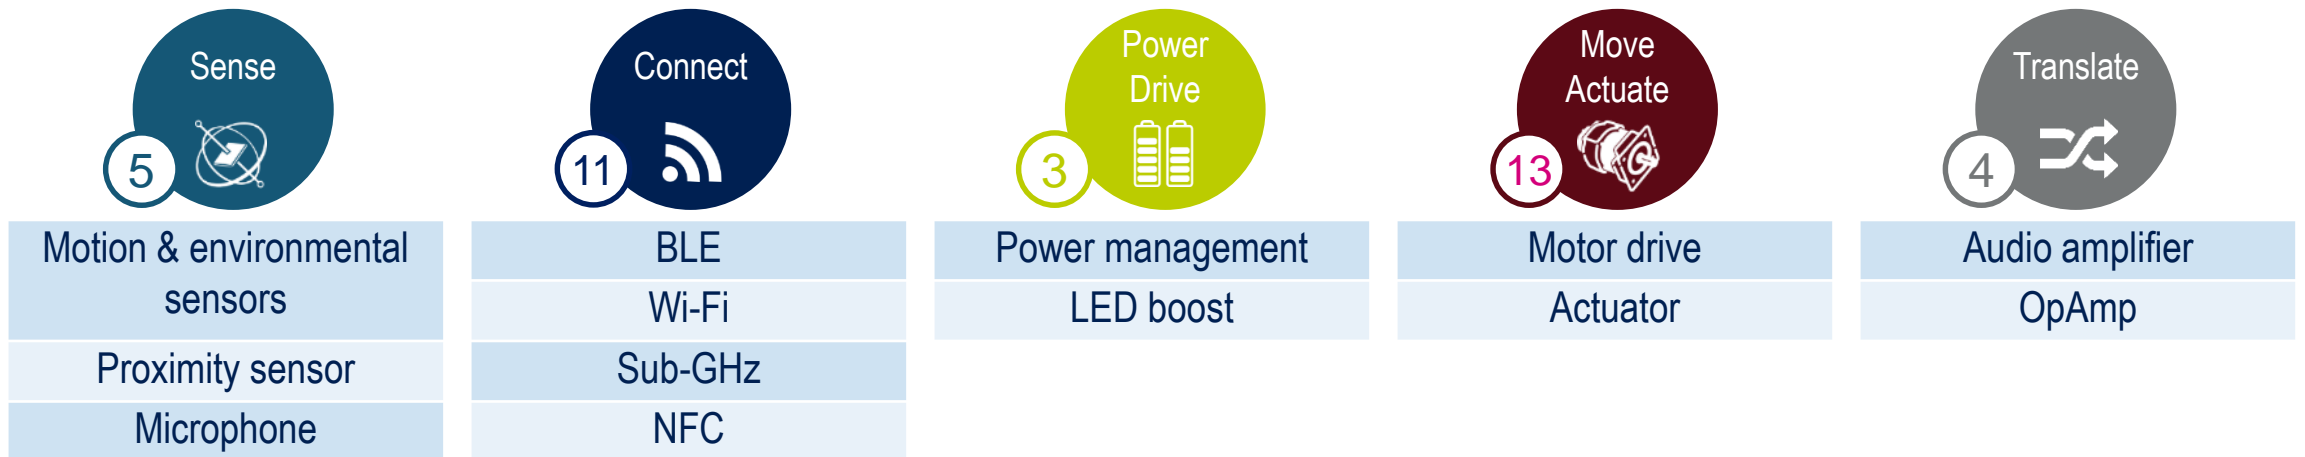 Sense
5
Motion & environmental
sensors
Proximity sensor
Microphone
Connect
11
BLE
Wi-Fi
Sub-GHz
NFC
Power
Drive
3
Power management
LED boost
Move
Actuate
13
Motor drive
Actuator
Translate
4
Audio amplifier
OpAmp